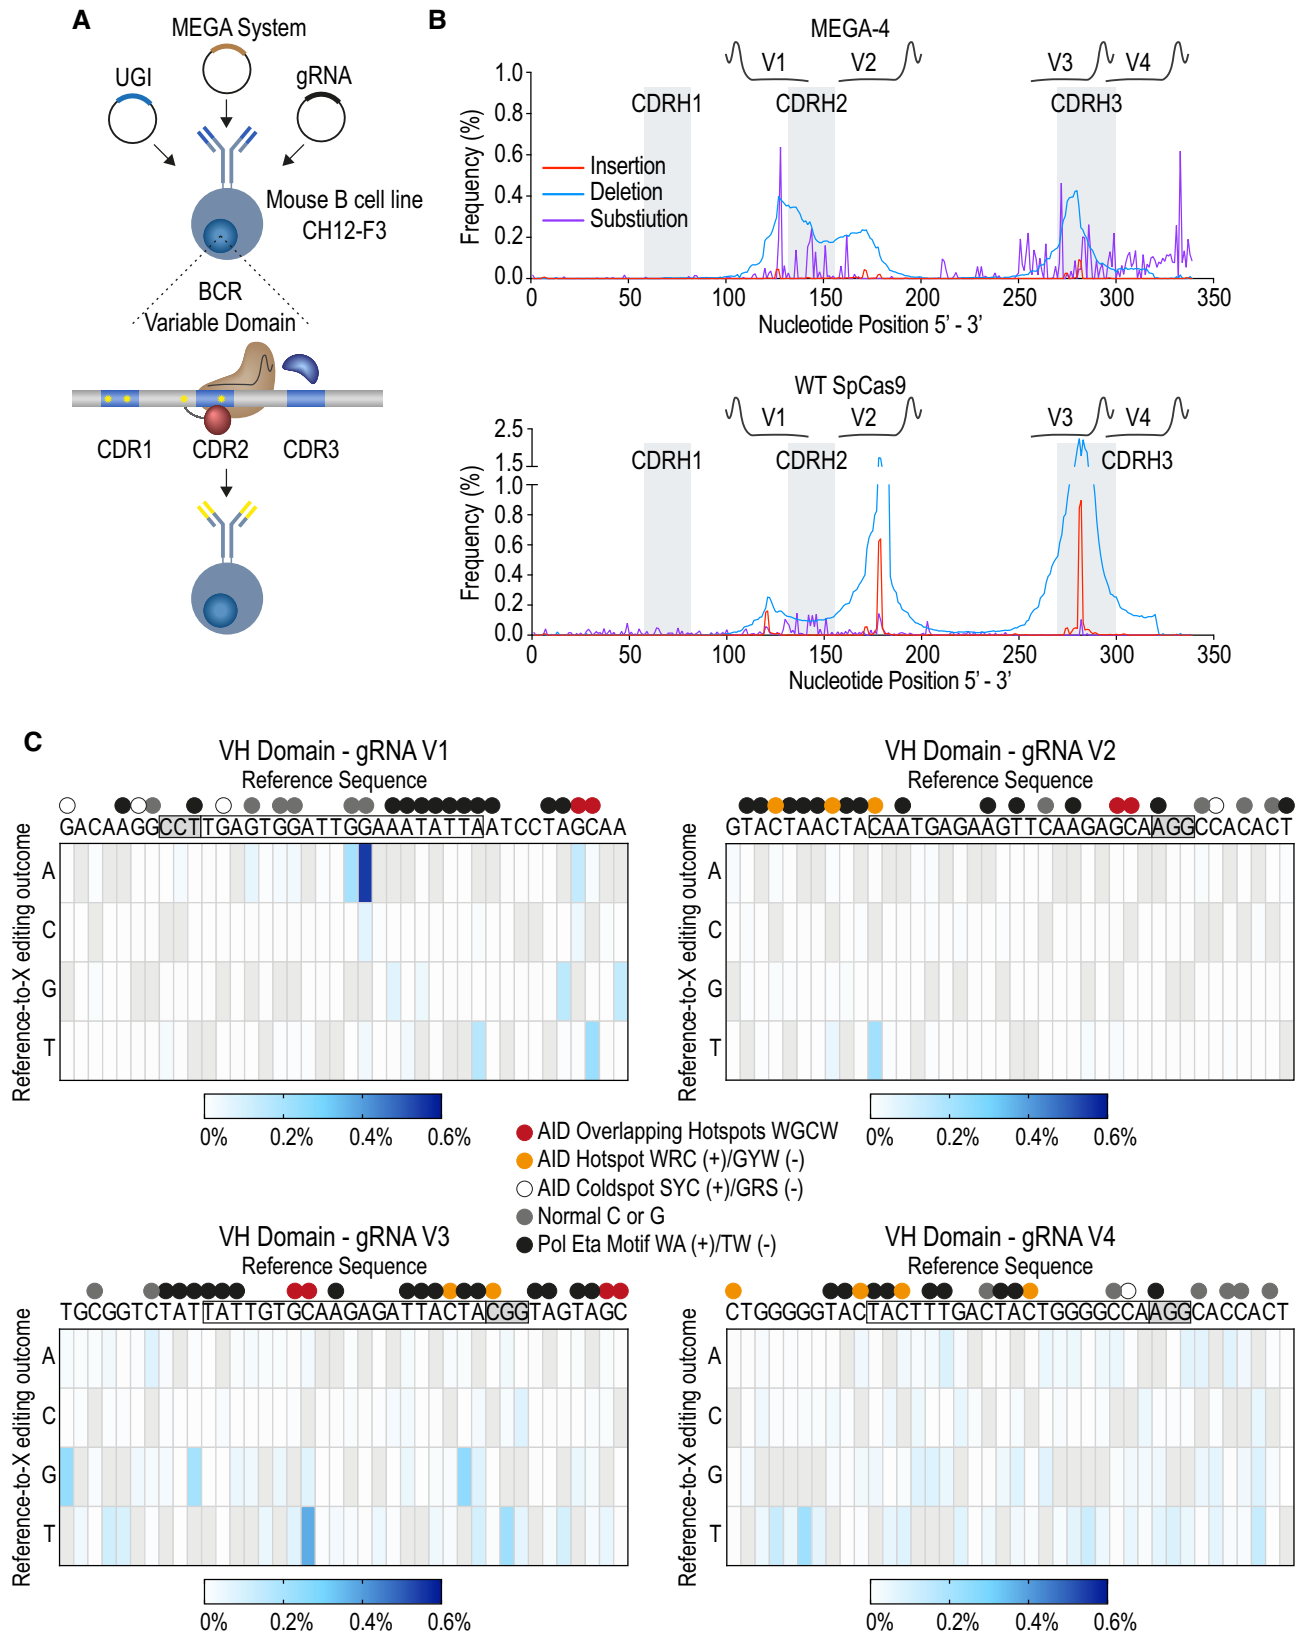 A
MEGA System
UGI
gRNA
Mouse B cell line
CH12-F3
BCR
Variable Domain
CDR1
CDR2
CDR3
B
MEGA-4
V1
V2
V3
V4
CDRH1
CDRH2
CDRH3
Insertion
Deletion
Substiution
Frequency (%)
1.0
0.8
0.6
0.4
0.2
0.0
0
50
100
150
200
250
300
350
Nucleotide Position 5’ - 3’
WT SpCas9
V1
V2
V3
V4
CDRH1
CDRH2
CDRH3
Frequency (%)
2.5
1.5
1.0
0.8
0.6
0.4
0.2
0.0
0
50
100
150
200
250
300
350
Nucleotide Position 5’ - 3’
C
VH Domain - gRNA V1
Reference Sequence
GACAAGGCCTTGAGTGGATTGGAAATATTAATCCTAGCAA
Reference-to-X editing outcome
A
C
G
T
0%
0.2%
0.4%
0.6%
VH Domain - gRNA V2
Reference Sequence
GTACTAACTACAATGAGAAGTTCAAGAGCAAGGCCACACT
Reference-to-X editing outcome
A
C
G
T
0%
0.2%
0.4%
0.6%
AID Overlapping Hotspots WGCW
AID Hotspot WRC (+)/GYW (-)
AID Coldspot SYC (+)/GRS (-)
Normal C or G
Pol Eta Motif WA (+)/TW (-)
VH Domain - gRNA V3
Reference Sequence
TGCGGTCTATTATTGTGCAAGAGATTACTACGGTAGTAGC
Reference-to-X editing outcome
A
C
G
T
0%
0.2%
0.4%
0.6%
VH Domain - gRNA V4
Reference Sequence
CTGGGGGTACTACTTTGACTACTGGGGCCAAGGCACCACT
Reference-to-X editing outcome
A
C
G
T
0%
0.2%
0.4%
0.6%